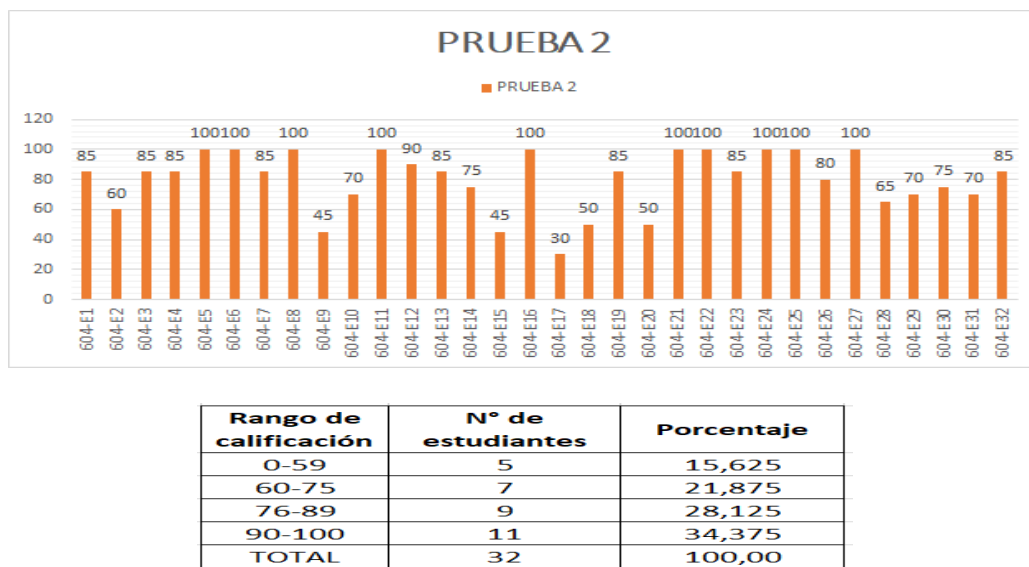 PRUEBA 2
PRUEBA 2
120
100
80
60
40
20
0
85 60 85 85 100 100 85 100 45 70 100 90 85 75 45 100 30 50 85 50 100 100 85 100 100 80 100 65 70 75 70 85
604-E1 604-E2 604-E3 604-E4 604-E5 604-E6 604-E7 604-E8 604-E9 604-E10 604-E11 604-E12 604-E13 604-E14 604-E15 604-E16 604-E17 604-E18 604-E19 604-E20 604-E21 604-E22 604-E23 604-E24 604-E25 604-E26 604-E27 604-E28 604-E29 604-E30 604-E31 604-E32
Rango de calificación N° de estudiantes Porcentaje
0-59 5 15,625
60-75 7 21,875
76-89 9 28,125
90-100 11 34,375
TOTAL 32 100,00